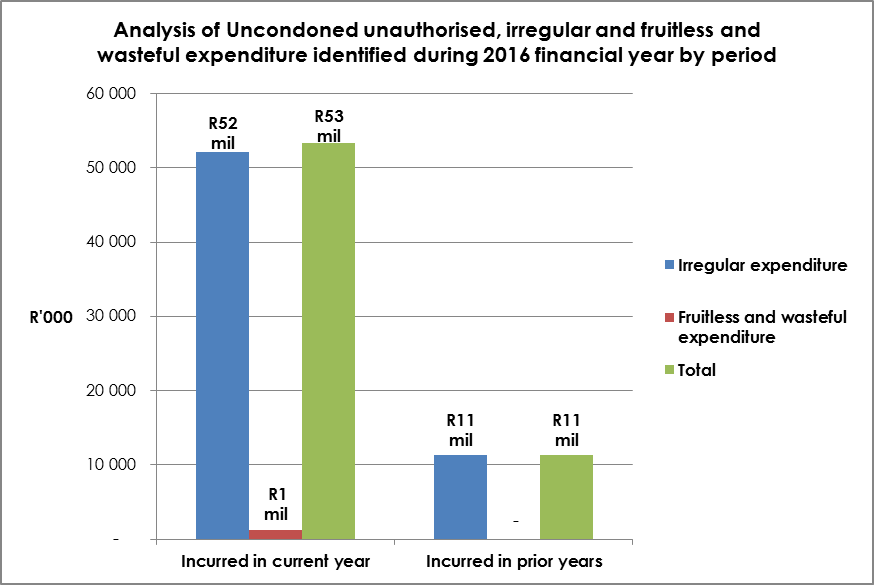 Analysis of Uncondoned unauthorised, irregular and fruitless and
wasteful expenditure identified during 2016 financial year by period
60 000
50 000
40 000
R'000
30 000
20 000
10 000
-
R52
mil
R1
mil
R53
mil
R11
mil
-
R11
mil
Incurred in current year
Incurred in prior years
Irregular expenditure
Fruitless and wasteful
expenditure
Total